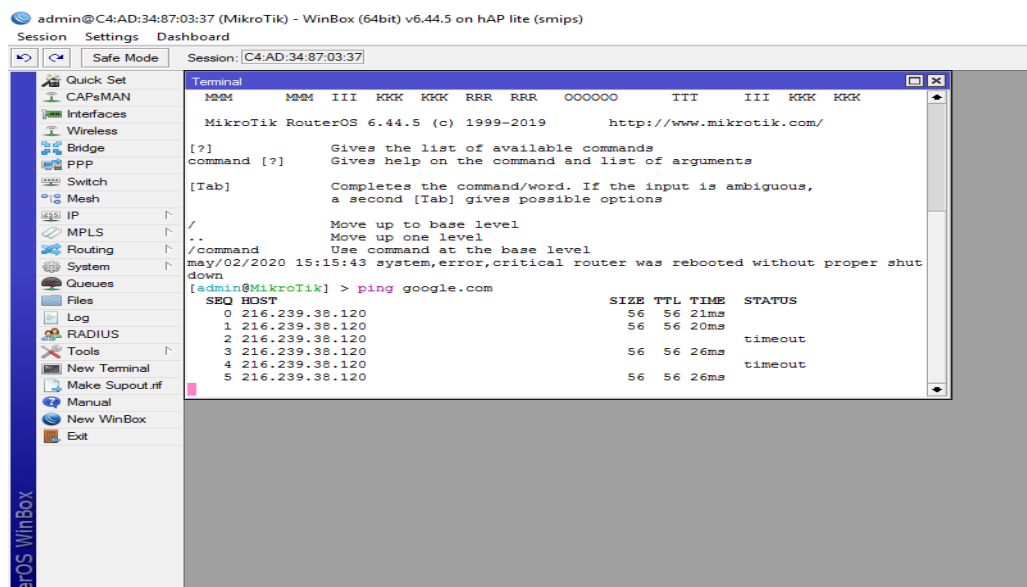 admin@C4:AD:34:87:03:37 (MikroTik) - WinBox (64bit) v6.44.5 on hAP lite (smips)
Session Settings Dashboard
Safe Mode Session: C4:AD:34:87:03:37
Quick Set
CAPsMAN
Interfaces
Wireless
Bridge
PPP
Switch
Mesh
IP
MPLS
Routing
System
Queues
Files
Log
RADIUS
Tools
New Terminal
Make Supout.rif
Manual
New WinBox
Exit
Terminal
MMM MMM III KKK KKK RRR RRR OOOOOO TTT III KKK KKK
MikroTik RouterOS 6.44.5 (c) 1999-2019 http://www.mikrotik.com/
[?] Gives the list of available commands
command [?] Gives help on the command and list of arguments
[Tab] Completes the command/word. If the input is ambiguous,
a second [Tab] gives possible options
/ Move up to base level
.. Move up one level
/command Use command at the base level
may/02/2020 15:15:43 system,error,critical router was rebooted without proper shut
down
[admin@MikroTik] > ping google.com
SEQ HOST SIZE TTL TIME STATUS
0 216.239.38.120 56 56 21ms
1 216.239.38.120 56 56 20ms
2 216.239.38.120 timeout
3 216.239.38.120 56 56 26ms
4 216.239.38.120 timeout
5 216.239.38.120 56 56 26ms
erOS WinBox